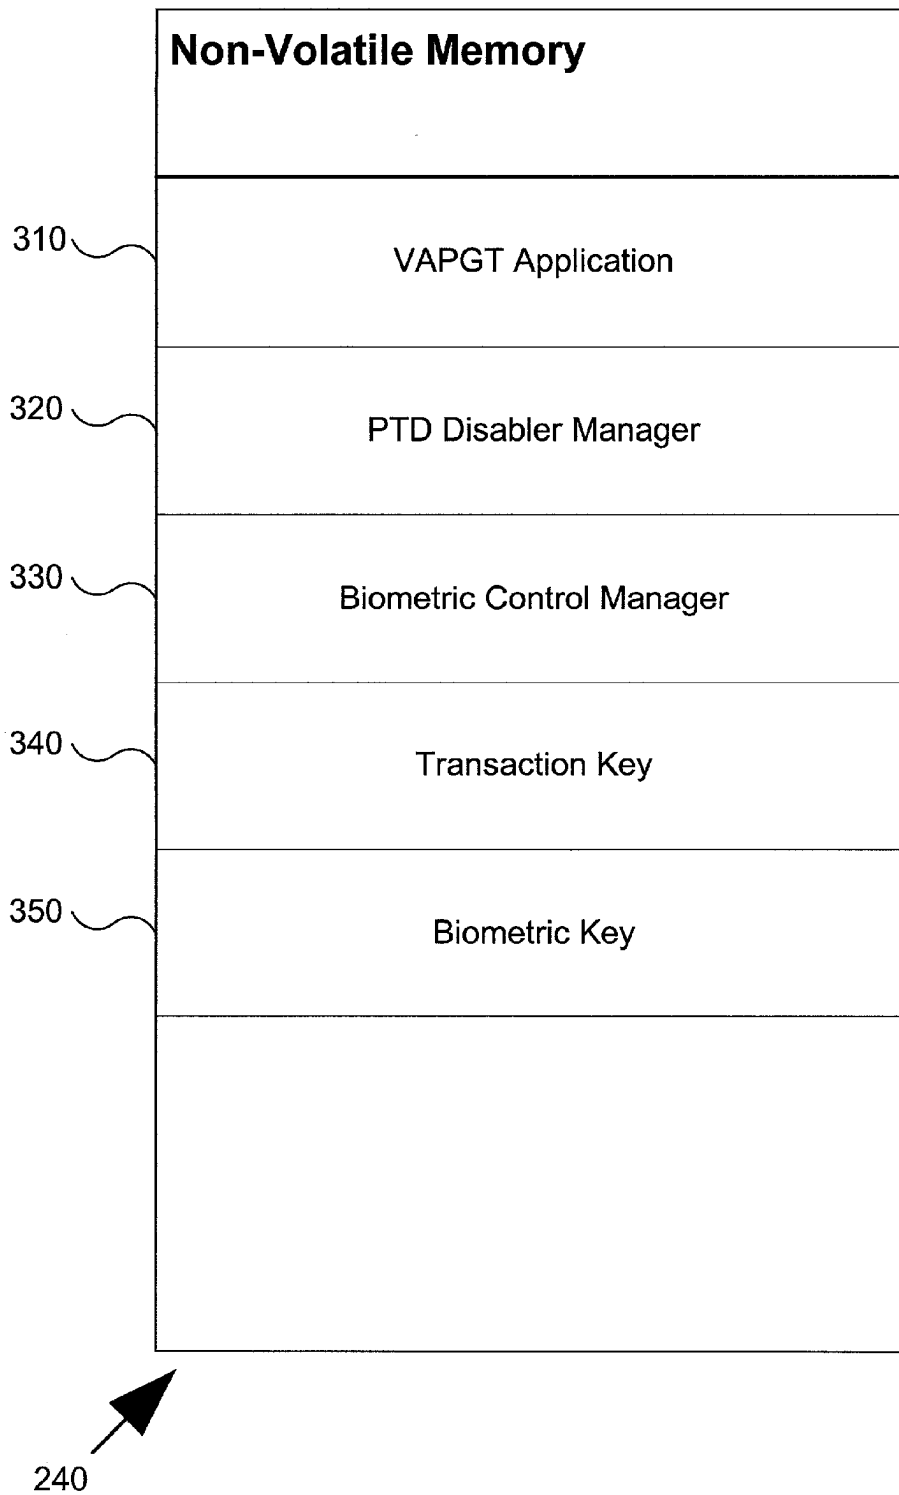 Non-Volatile Memory
310
VAPGT Application
320
PTD Disabler Manager
330
Biometric Control Manager
340
Transaction Key
350
Biometric Key
240